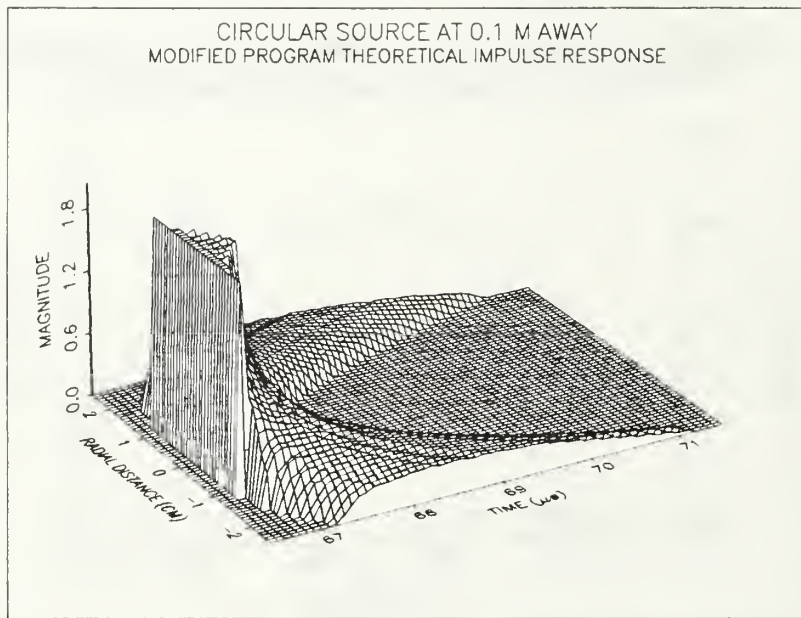 CIRCULAR SOURCE AT 0.1 M AWAY
MODIFIED PROGRAM THEORETICAL IMPULSE RESPONSE
MAGNITUDE
1.8
1.2
0.6
0.0
2
1
0
-1
-2
RADIAL DISTANCE (CM)
67
68
69
70
71
TIME (us)